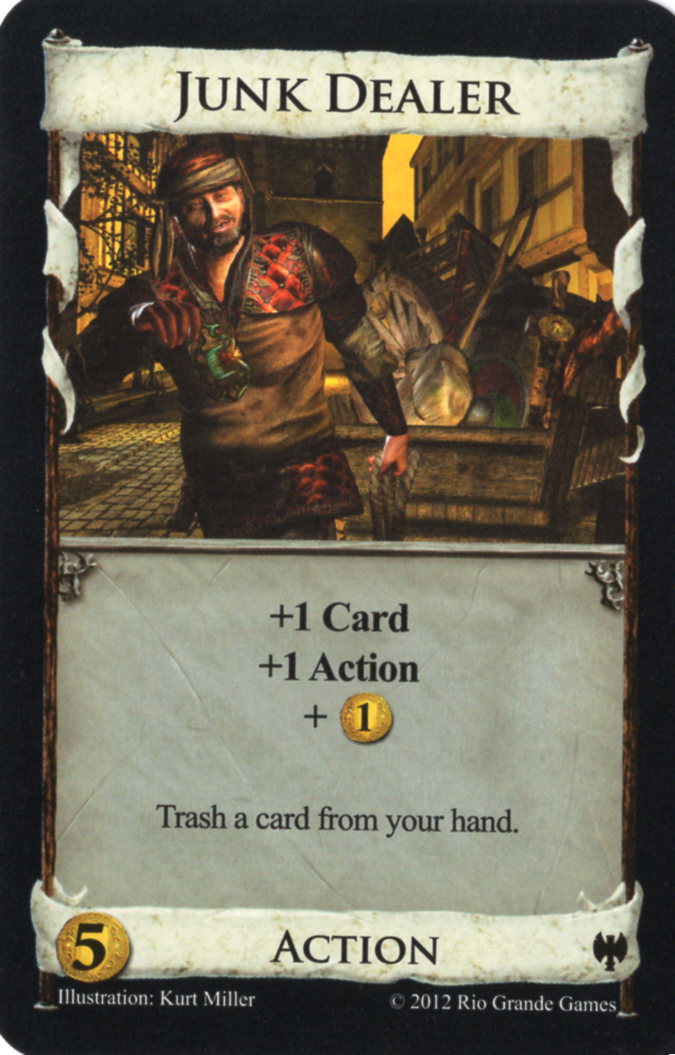 JUNK DEALER
+1 Card
+1 Action
+ 1
Trash a card from your hand.
5 ACTION
Illustration: Kurt Miller © 2012 Rio Grande Games